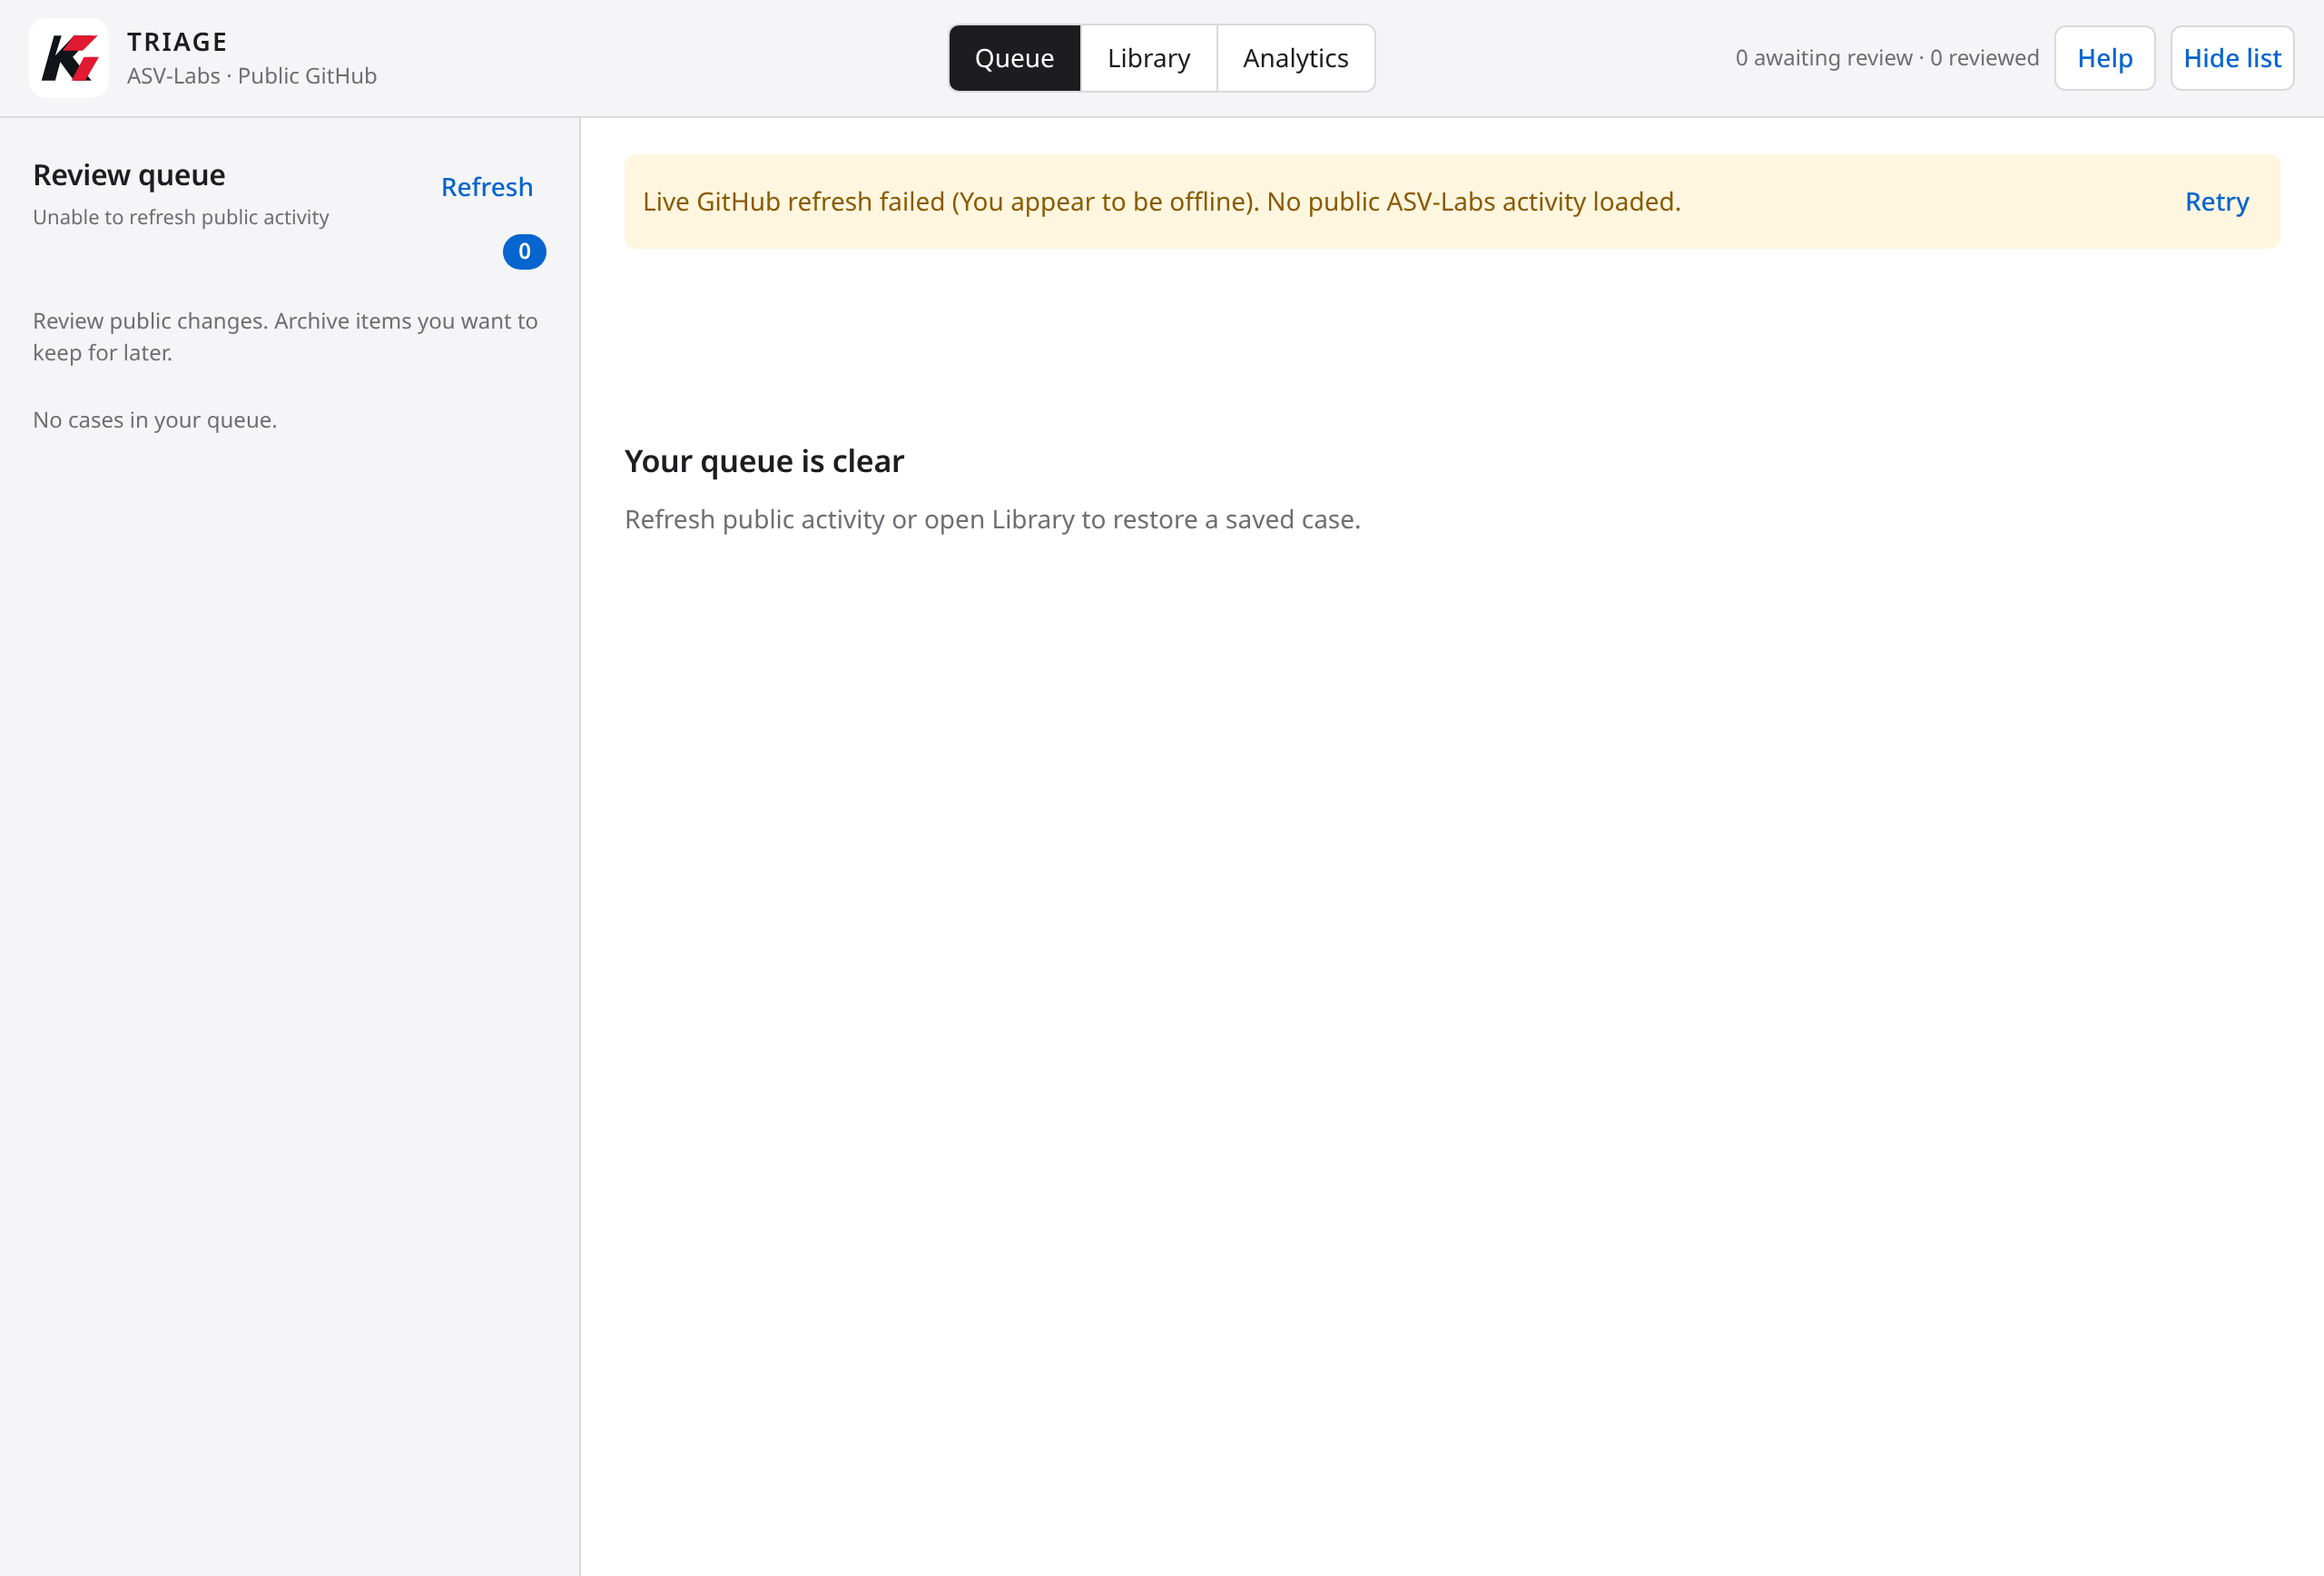 TRIAGE
ASV-Labs · Public GitHub
Queue
Library
Analytics
0 awaiting review · 0 reviewed
Help
Hide list
Review queue
Unable to refresh public activity
Refresh
0
Review public changes. Archive items you want to
keep for later.
No cases in your queue.
Live GitHub refresh failed (You appear to be offline). No public ASV-Labs activity loaded.
Retry
Your queue is clear
Refresh public activity or open Library to restore a saved case.